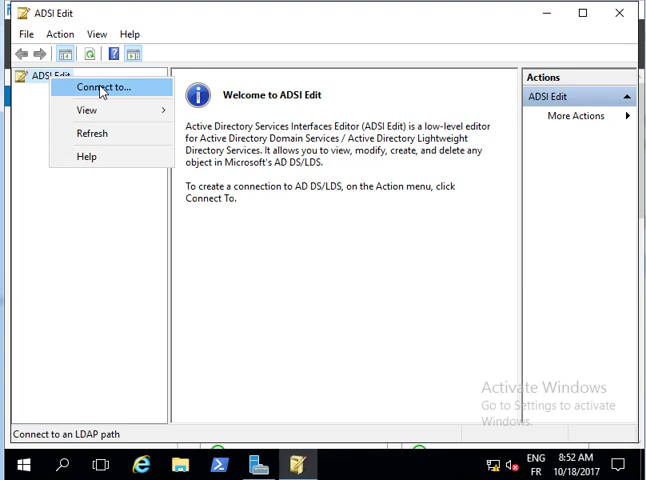 ADSI Edit
File Action View Help
ADSI Edit
Connect to...
View
Refresh
Help
Welcome to ADSI Edit
Active Directory Services Interfaces Editor (ADSI Edit) is a low-level editor
for Active Directory Domain Services / Active Directory Lightweight
Directory Services. It allows you to view, modify, create, and delete any
object in Microsoft's AD DS/LDS.
To create a connection to AD DS/LDS, on the Action menu, click
Connect To.
Actions
ADSI Edit
More Actions
Activate Windows
Go to Settings to activate
Windows.
Connect to an LDAP path
ENG
FR
8:52 AM
10/18/2017